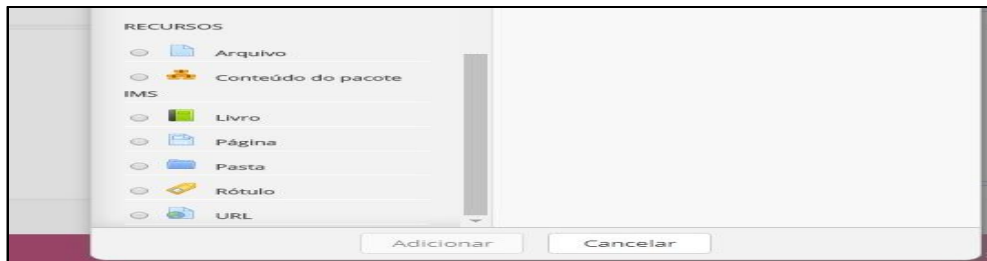 RECURSOS
Arquivo
Conteúdo do pacote
IMS
Livro
Página
Pasta
Rótulo
URL
Adicionar Cancelar